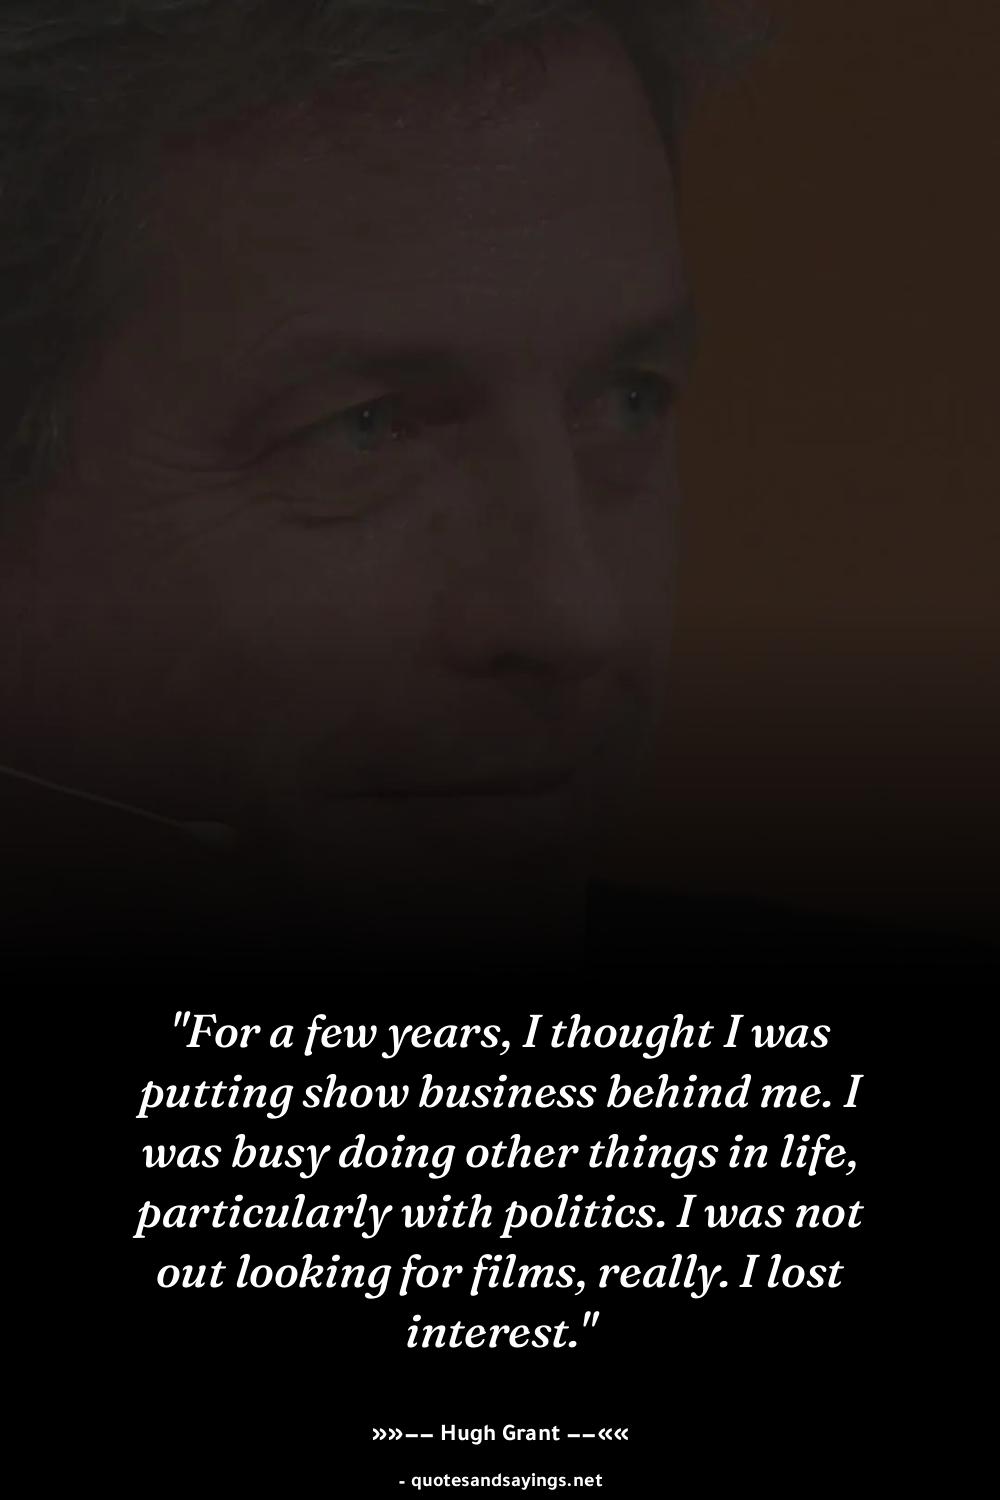 "For a few years, I thought I was
putting show business behind me. I
was busy doing other things in life,
particularly with politics. I was not
out looking for films, really. I lost
interest."
»»–– Hugh Grant ––««
- quotesandsayings.net